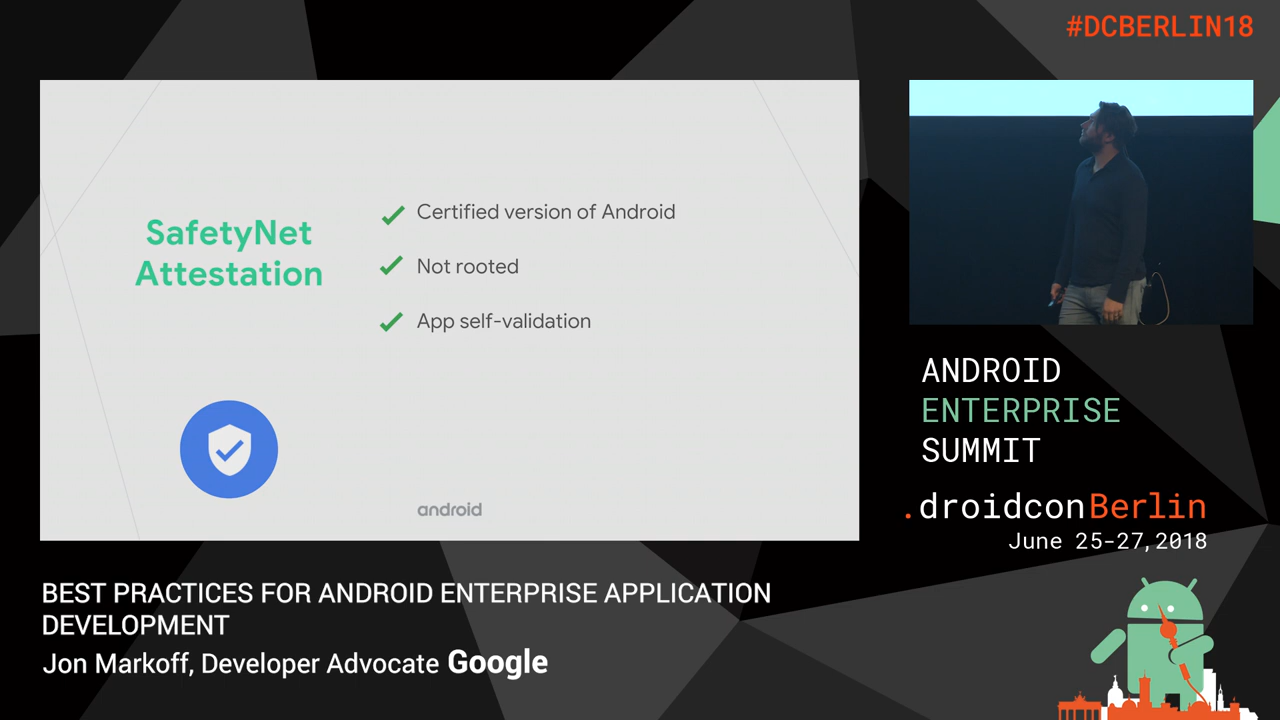 #DCBERLIN18
SafetyNet
Attestation
Certified version of Android
Not rooted
App self-validation
android
ANDROID
ENTERPRISE
SUMMIT
.droidconBerlin
June 25-27, 2018
BEST PRACTICES FOR ANDROID ENTERPRISE APPLICATION
DEVELOPMENT
Jon Markoff, Developer Advocate Google